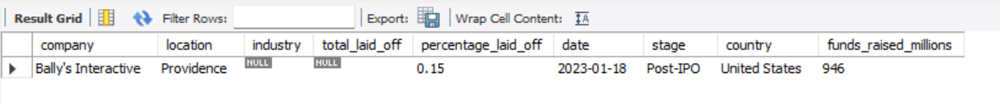 Result Grid Filter Rows: Export: Wrap Cell Content: IA
company location industry total_laid_off percentage_laid_off date stage country funds_raised_millions
Bally's Interactive Providence NULL NULL 0.15 2023-01-18 Post-IPO United States 946